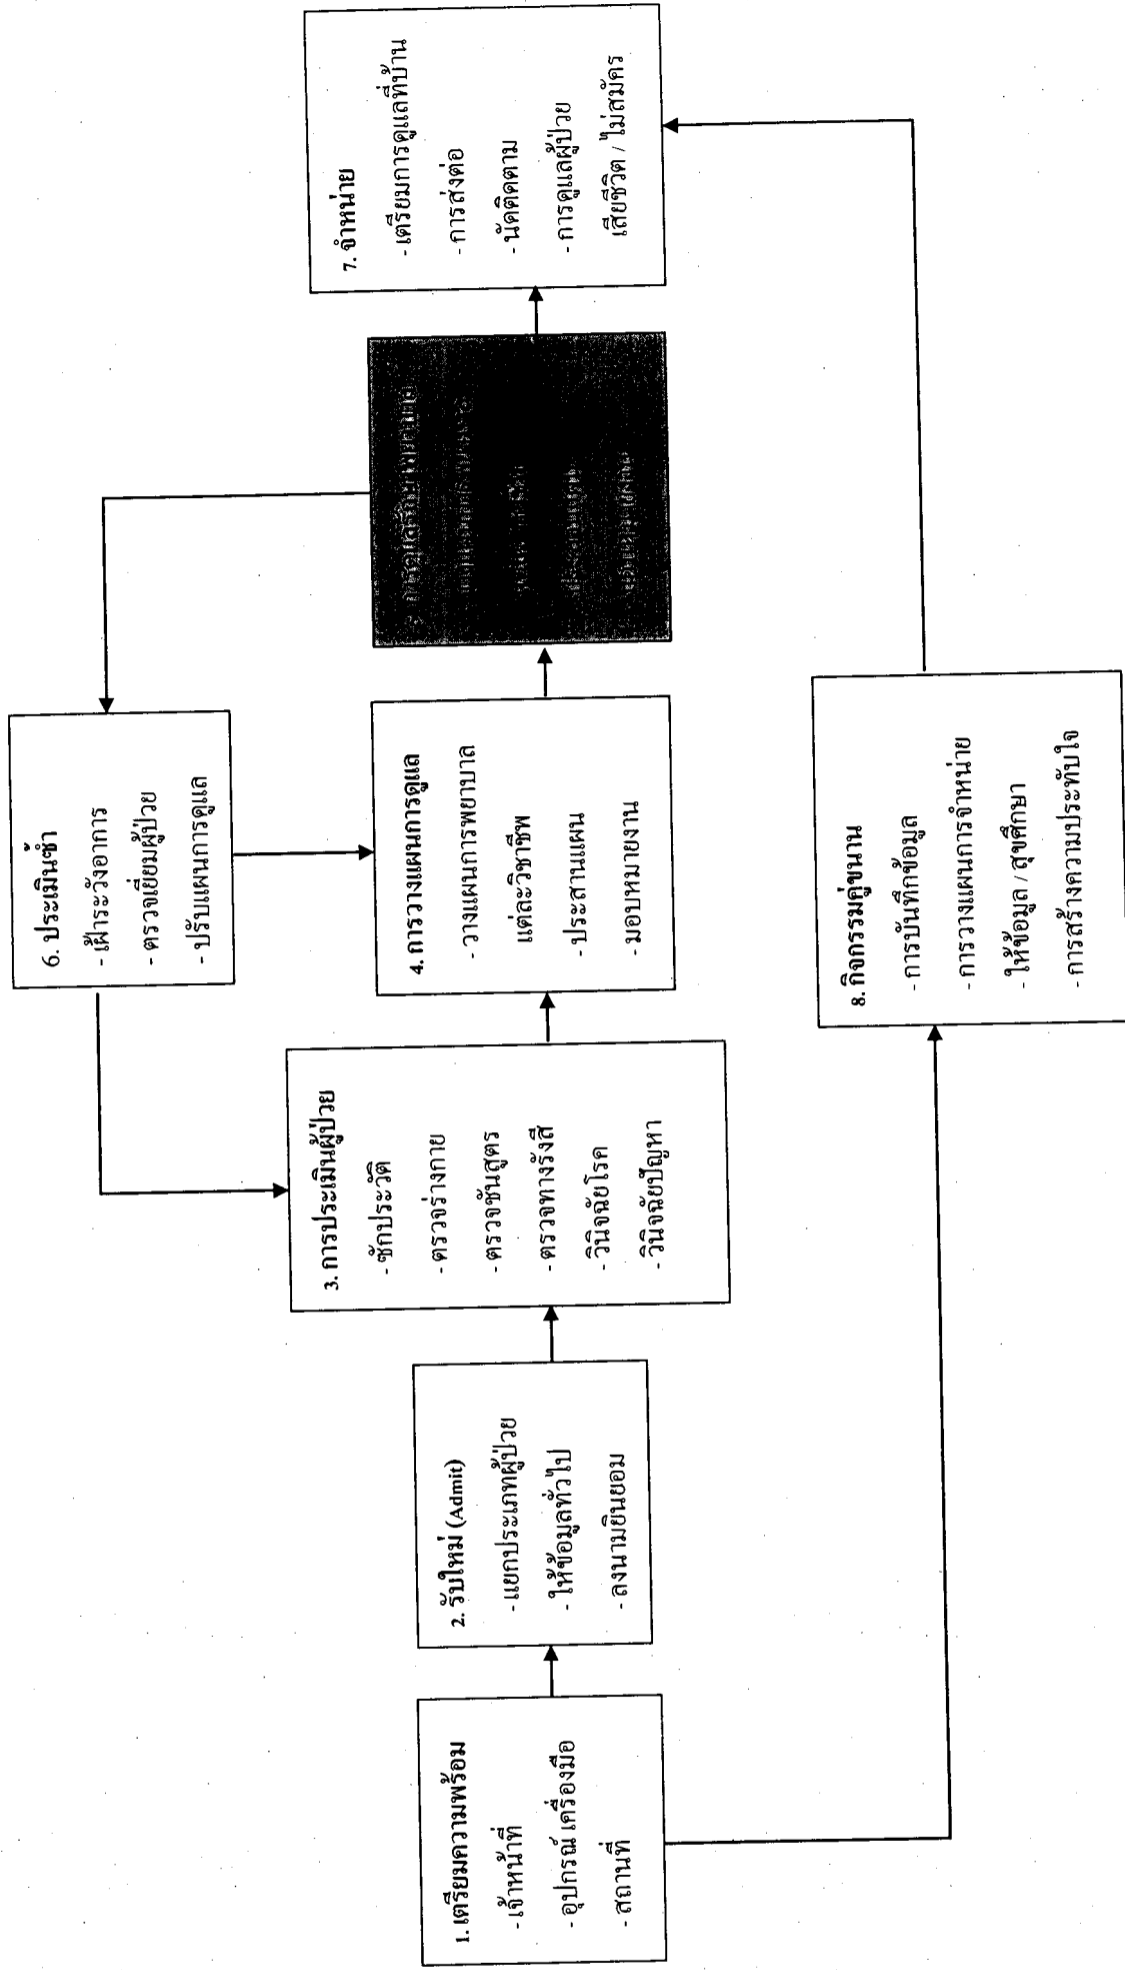 1. เตรียมความพร้อม
- เจ้าหน้าที่
- อุปกรณ์ เครื่องมือ
- สถานที่
2. รับใหม่ (Admit)
- แยกประเภทผู้ป่วย
- ให้ข้อมูลทั่วไป
- ลงนามยินยอม
3. การประเมินผู้ป่วย
- ซักประวัติ
- ตรวจร่างกาย
- ตรวจชันสูตร
- ตรวจทางรังสี
- วินิจฉัยโรค
- วินิจฉัยปัญหา
4. การวางแผนการดูแล
- วางแผนการพยาบาล
แต่ละวิชาชีพ
- ประสานแผน
- มอบหมายงาน
6. ประเมินซ้ำ
- เฝ้าระวังอาการ
- ตรวจเยี่ยมผู้ป่วย
- ปรับแผนการดูแล
7. จำหน่าย
- เตรียมการดูแลที่บ้าน
- การส่งต่อ
- นัดติดตาม
- การดูแลผู้ป่วย
เสียชีวิต / ไม่สมัคร
8. กิจกรรมคู่ขนาน
- การบันทึกข้อมูล
- การวางแผนการจำหน่าย
- ให้ข้อมูล / สุขศึกษา
- การสร้างความประทับใจ